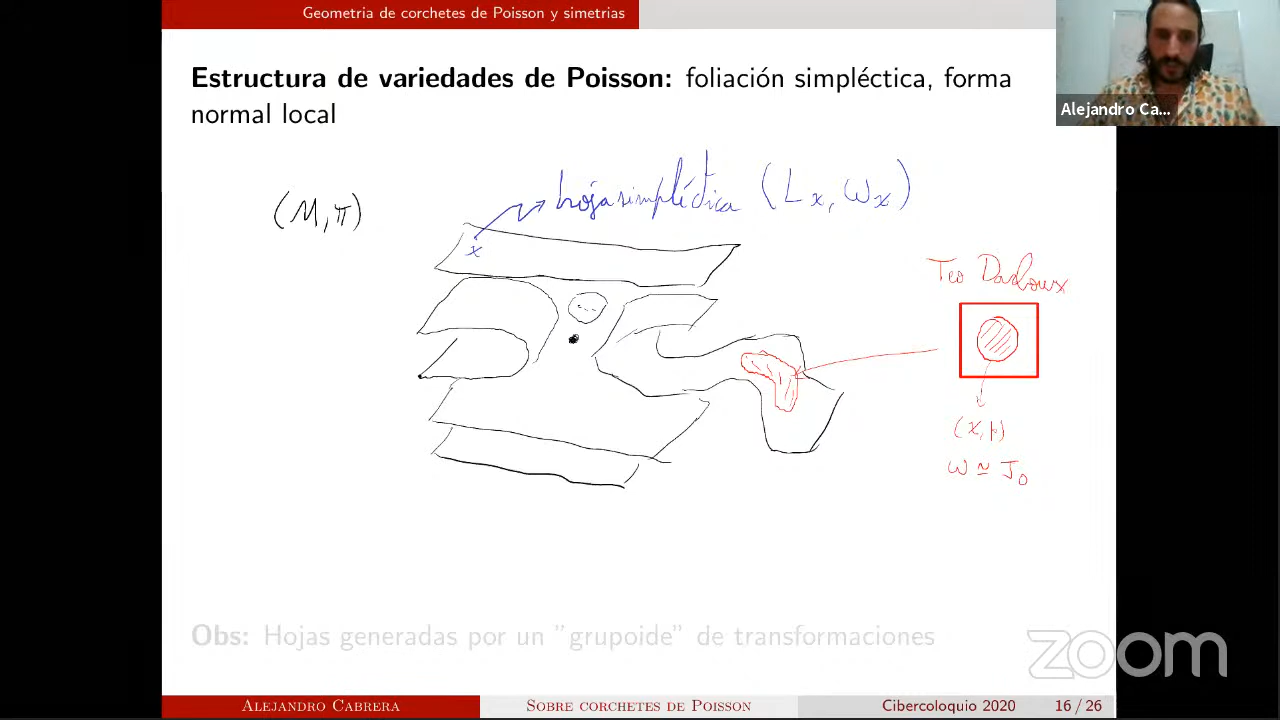 Geometria de corchetes de Poisson y simetrias
Estructura de variedades de Poisson: foliación simpléctica, forma
normal local
Alejandro Ca...
hoja simpléctica (Lx, ωx)
(M, π)
x
Teo Darboux
(x,p)
ω ≃ J0
Obs: Hojas generadas por un "grupoide" de transformaciones
zoom
Alejandro Cabrera
Sobre corchetes de Poisson
Cibercoloquio 2020
16 / 26